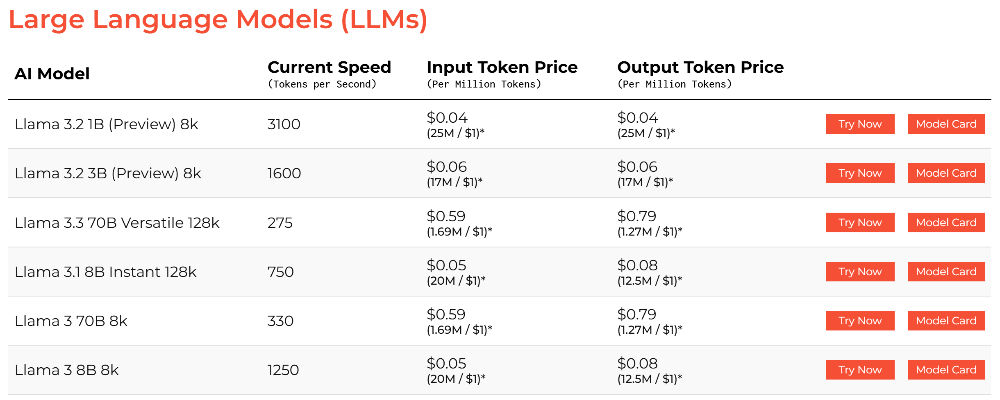 Large Language Models (LLMs)
AI Model Current Speed Input Token Price Output Token Price
(Tokens per Second) (Per Million Tokens) (Per Million Tokens)
Llama 3.2 1B (Preview) 8k 3100 $0.04 $0.04 Try Now Model Card
(25M / $1)* (25M / $1)*
Llama 3.2 3B (Preview) 8k 1600 $0.06 $0.06 Try Now Model Card
(17M / $1)* (17M / $1)*
Llama 3.3 70B Versatile 128k 275 $0.59 $0.79 Try Now Model Card
(1.69M / $1)* (1.27M / $1)*
Llama 3.1 8B Instant 128k 750 $0.05 $0.08 Try Now Model Card
(20M / $1)* (12.5M / $1)*
Llama 3 70B 8k 330 $0.59 $0.79 Try Now Model Card
(1.69M / $1)* (1.27M / $1)*
Llama 3 8B 8k 1250 $0.05 $0.08 Try Now Model Card
(20M / $1)* (12.5M / $1)*